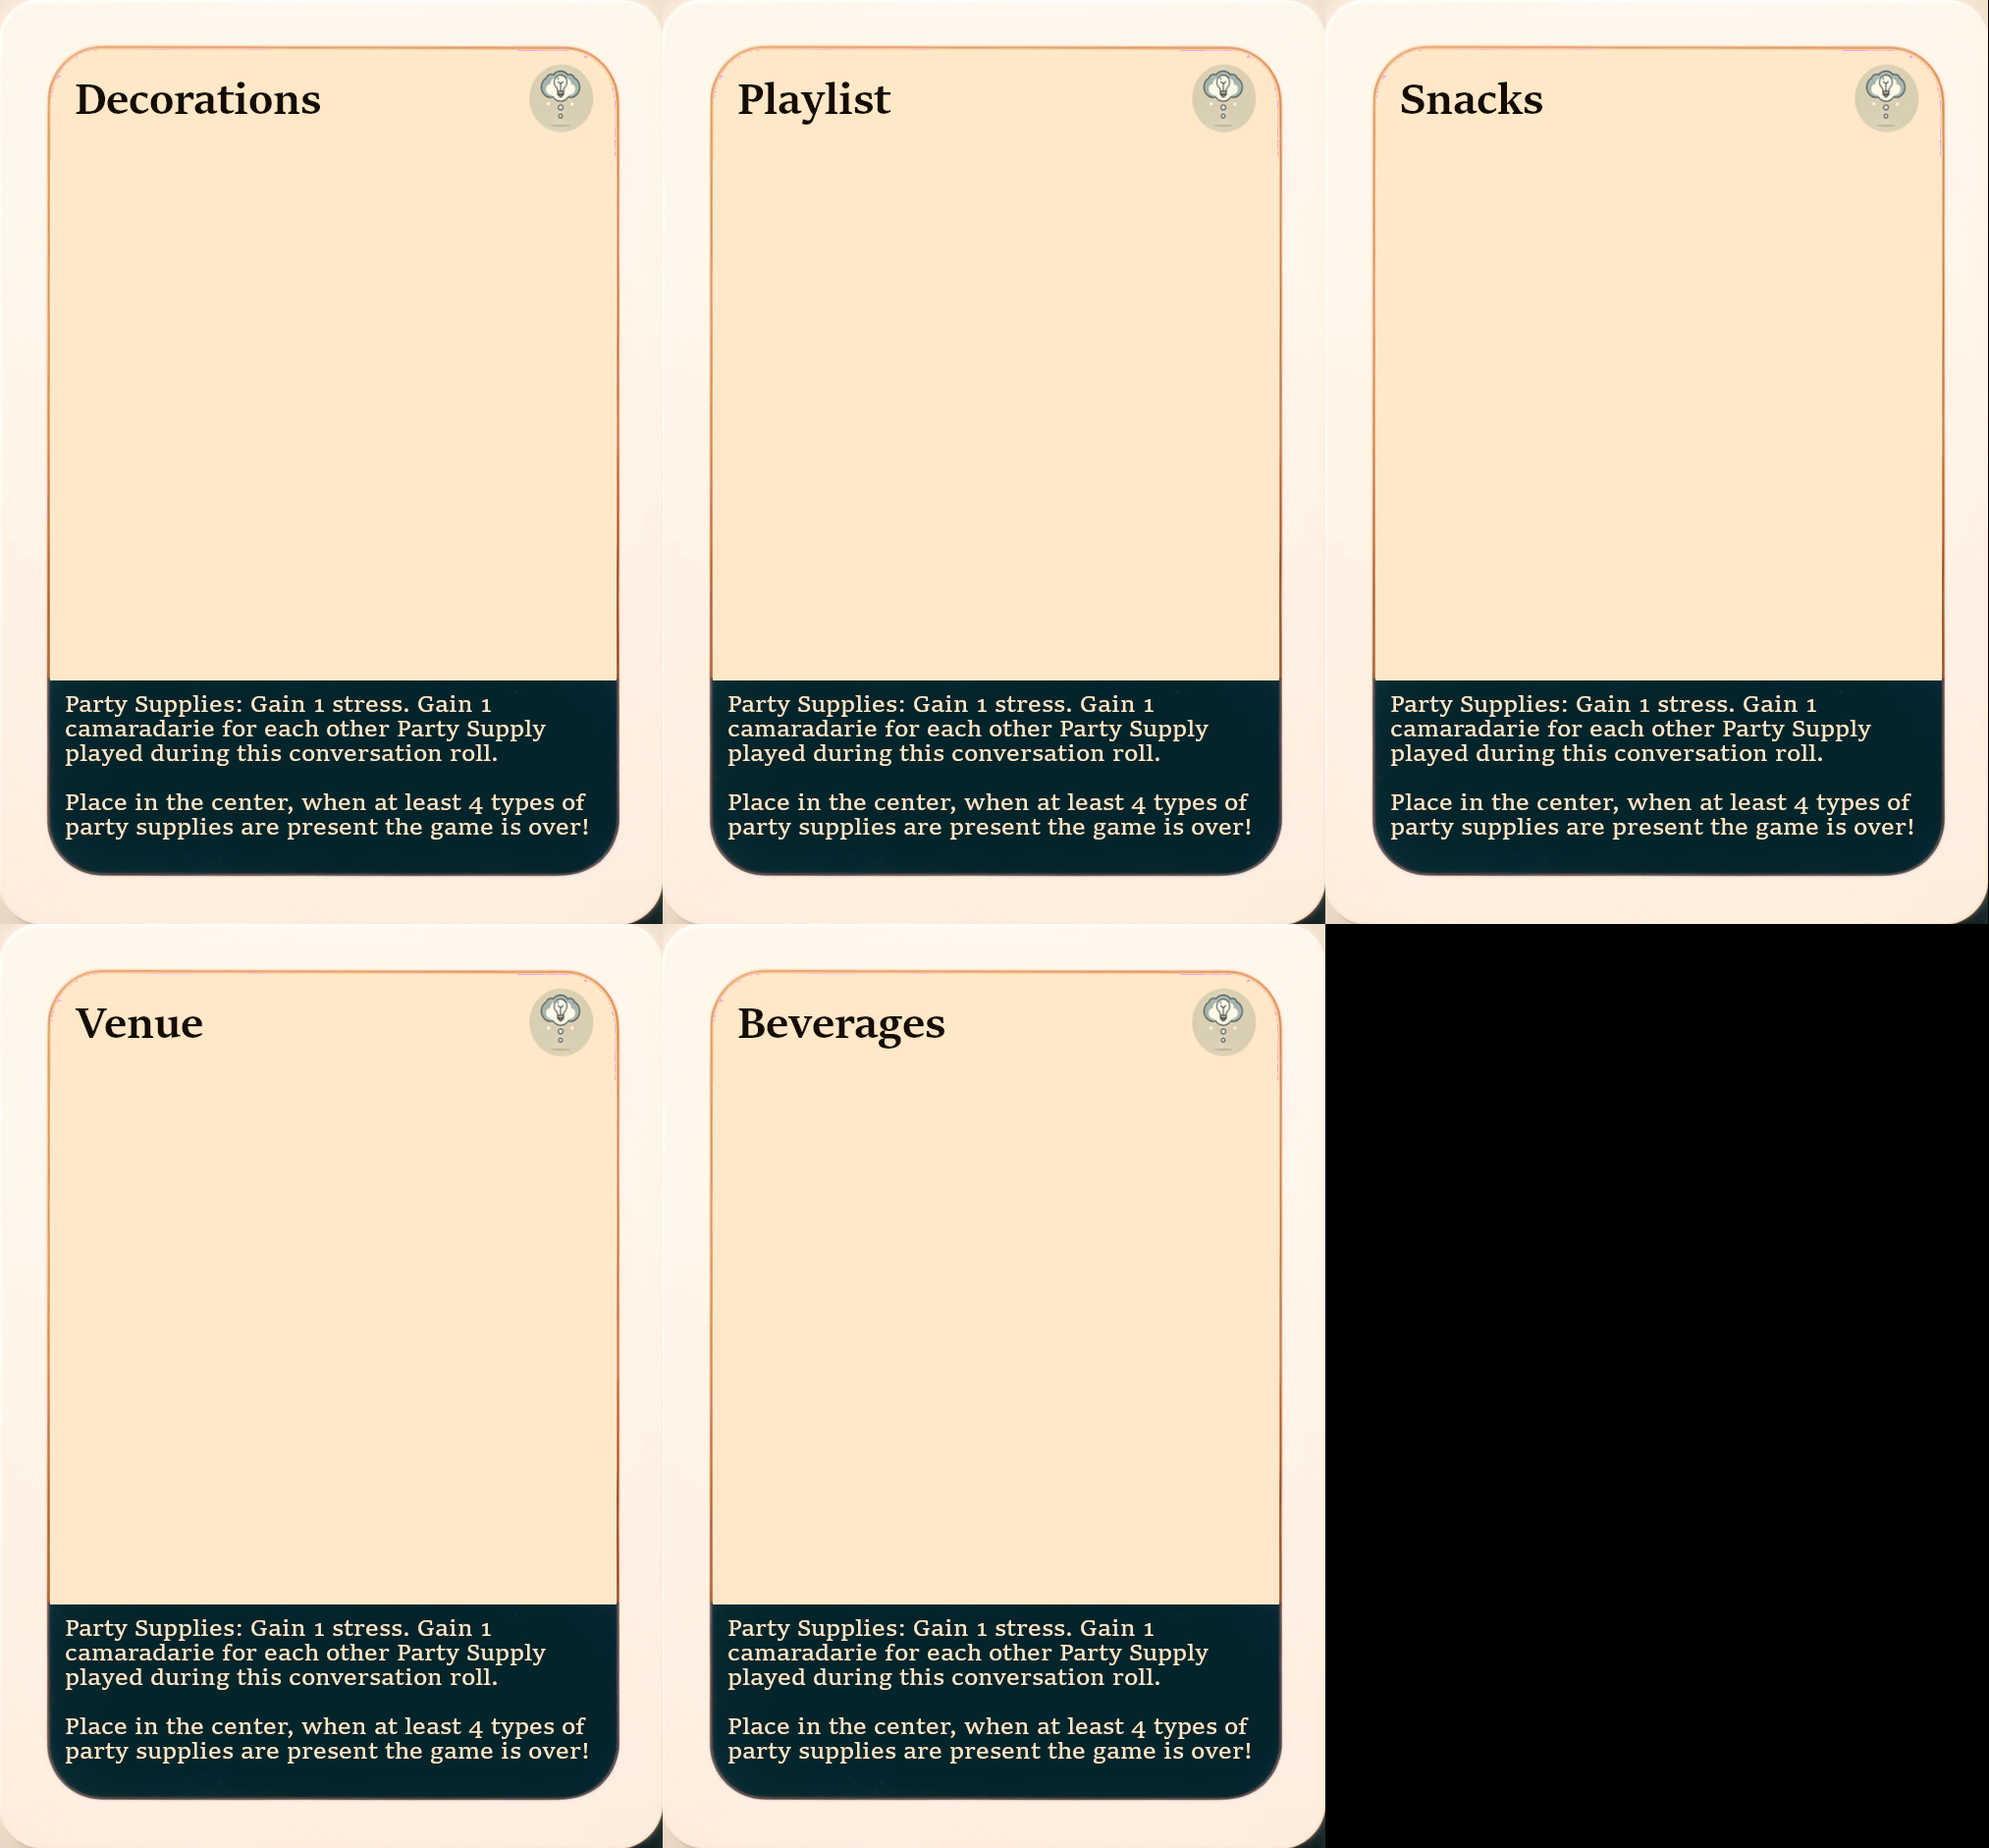 Decorations
Party Supplies: Gain 1 stress. Gain 1
camaradarie for each other Party Supply
played during this conversation roll.
Place in the center, when at least 4 types of
party supplies are present the game is over!
Playlist
Party Supplies: Gain 1 stress. Gain 1
camaradarie for each other Party Supply
played during this conversation roll.
Place in the center, when at least 4 types of
party supplies are present the game is over!
Snacks
Party Supplies: Gain 1 stress. Gain 1
camaradarie for each other Party Supply
played during this conversation roll.
Place in the center, when at least 4 types of
party supplies are present the game is over!
Venue
Party Supplies: Gain 1 stress. Gain 1
camaradarie for each other Party Supply
played during this conversation roll.
Place in the center, when at least 4 types of
party supplies are present the game is over!
Beverages
Party Supplies: Gain 1 stress. Gain 1
camaradarie for each other Party Supply
played during this conversation roll.
Place in the center, when at least 4 types of
party supplies are present the game is over!